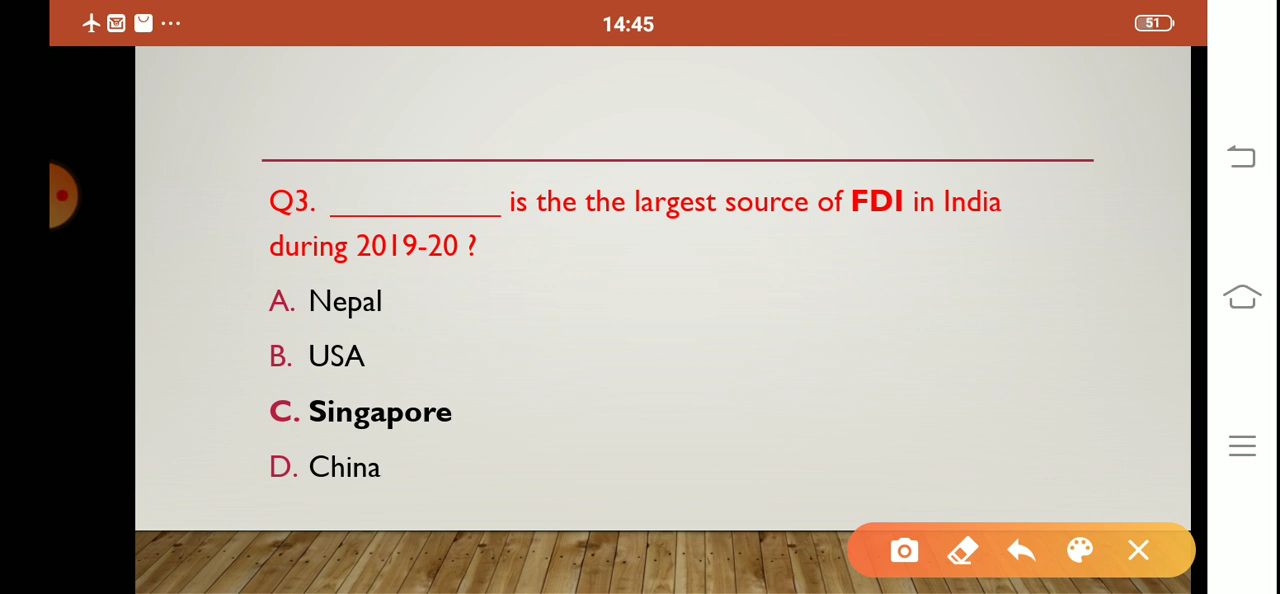 14:45
51
Q3. ____________ is the the largest source of FDI in India
during 2019-20 ?
A. Nepal
B. USA
C. Singapore
D. China